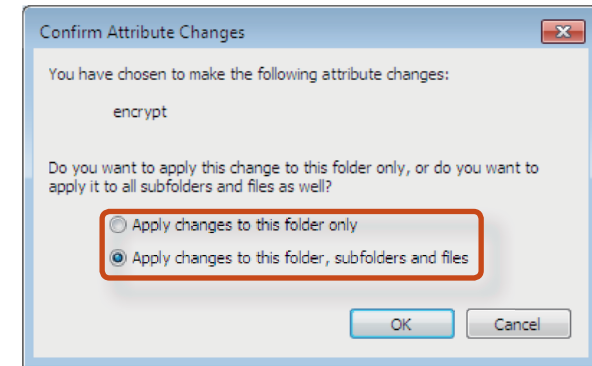 Confirm Attribute Changes
You have chosen to make the following attribute changes:
encrypt
Do you want to apply this change to this folder only, or do you want to
apply it to all subfolders and files as well?
Apply changes to this folder only
Apply changes to this folder, subfolders and files
OK Cancel